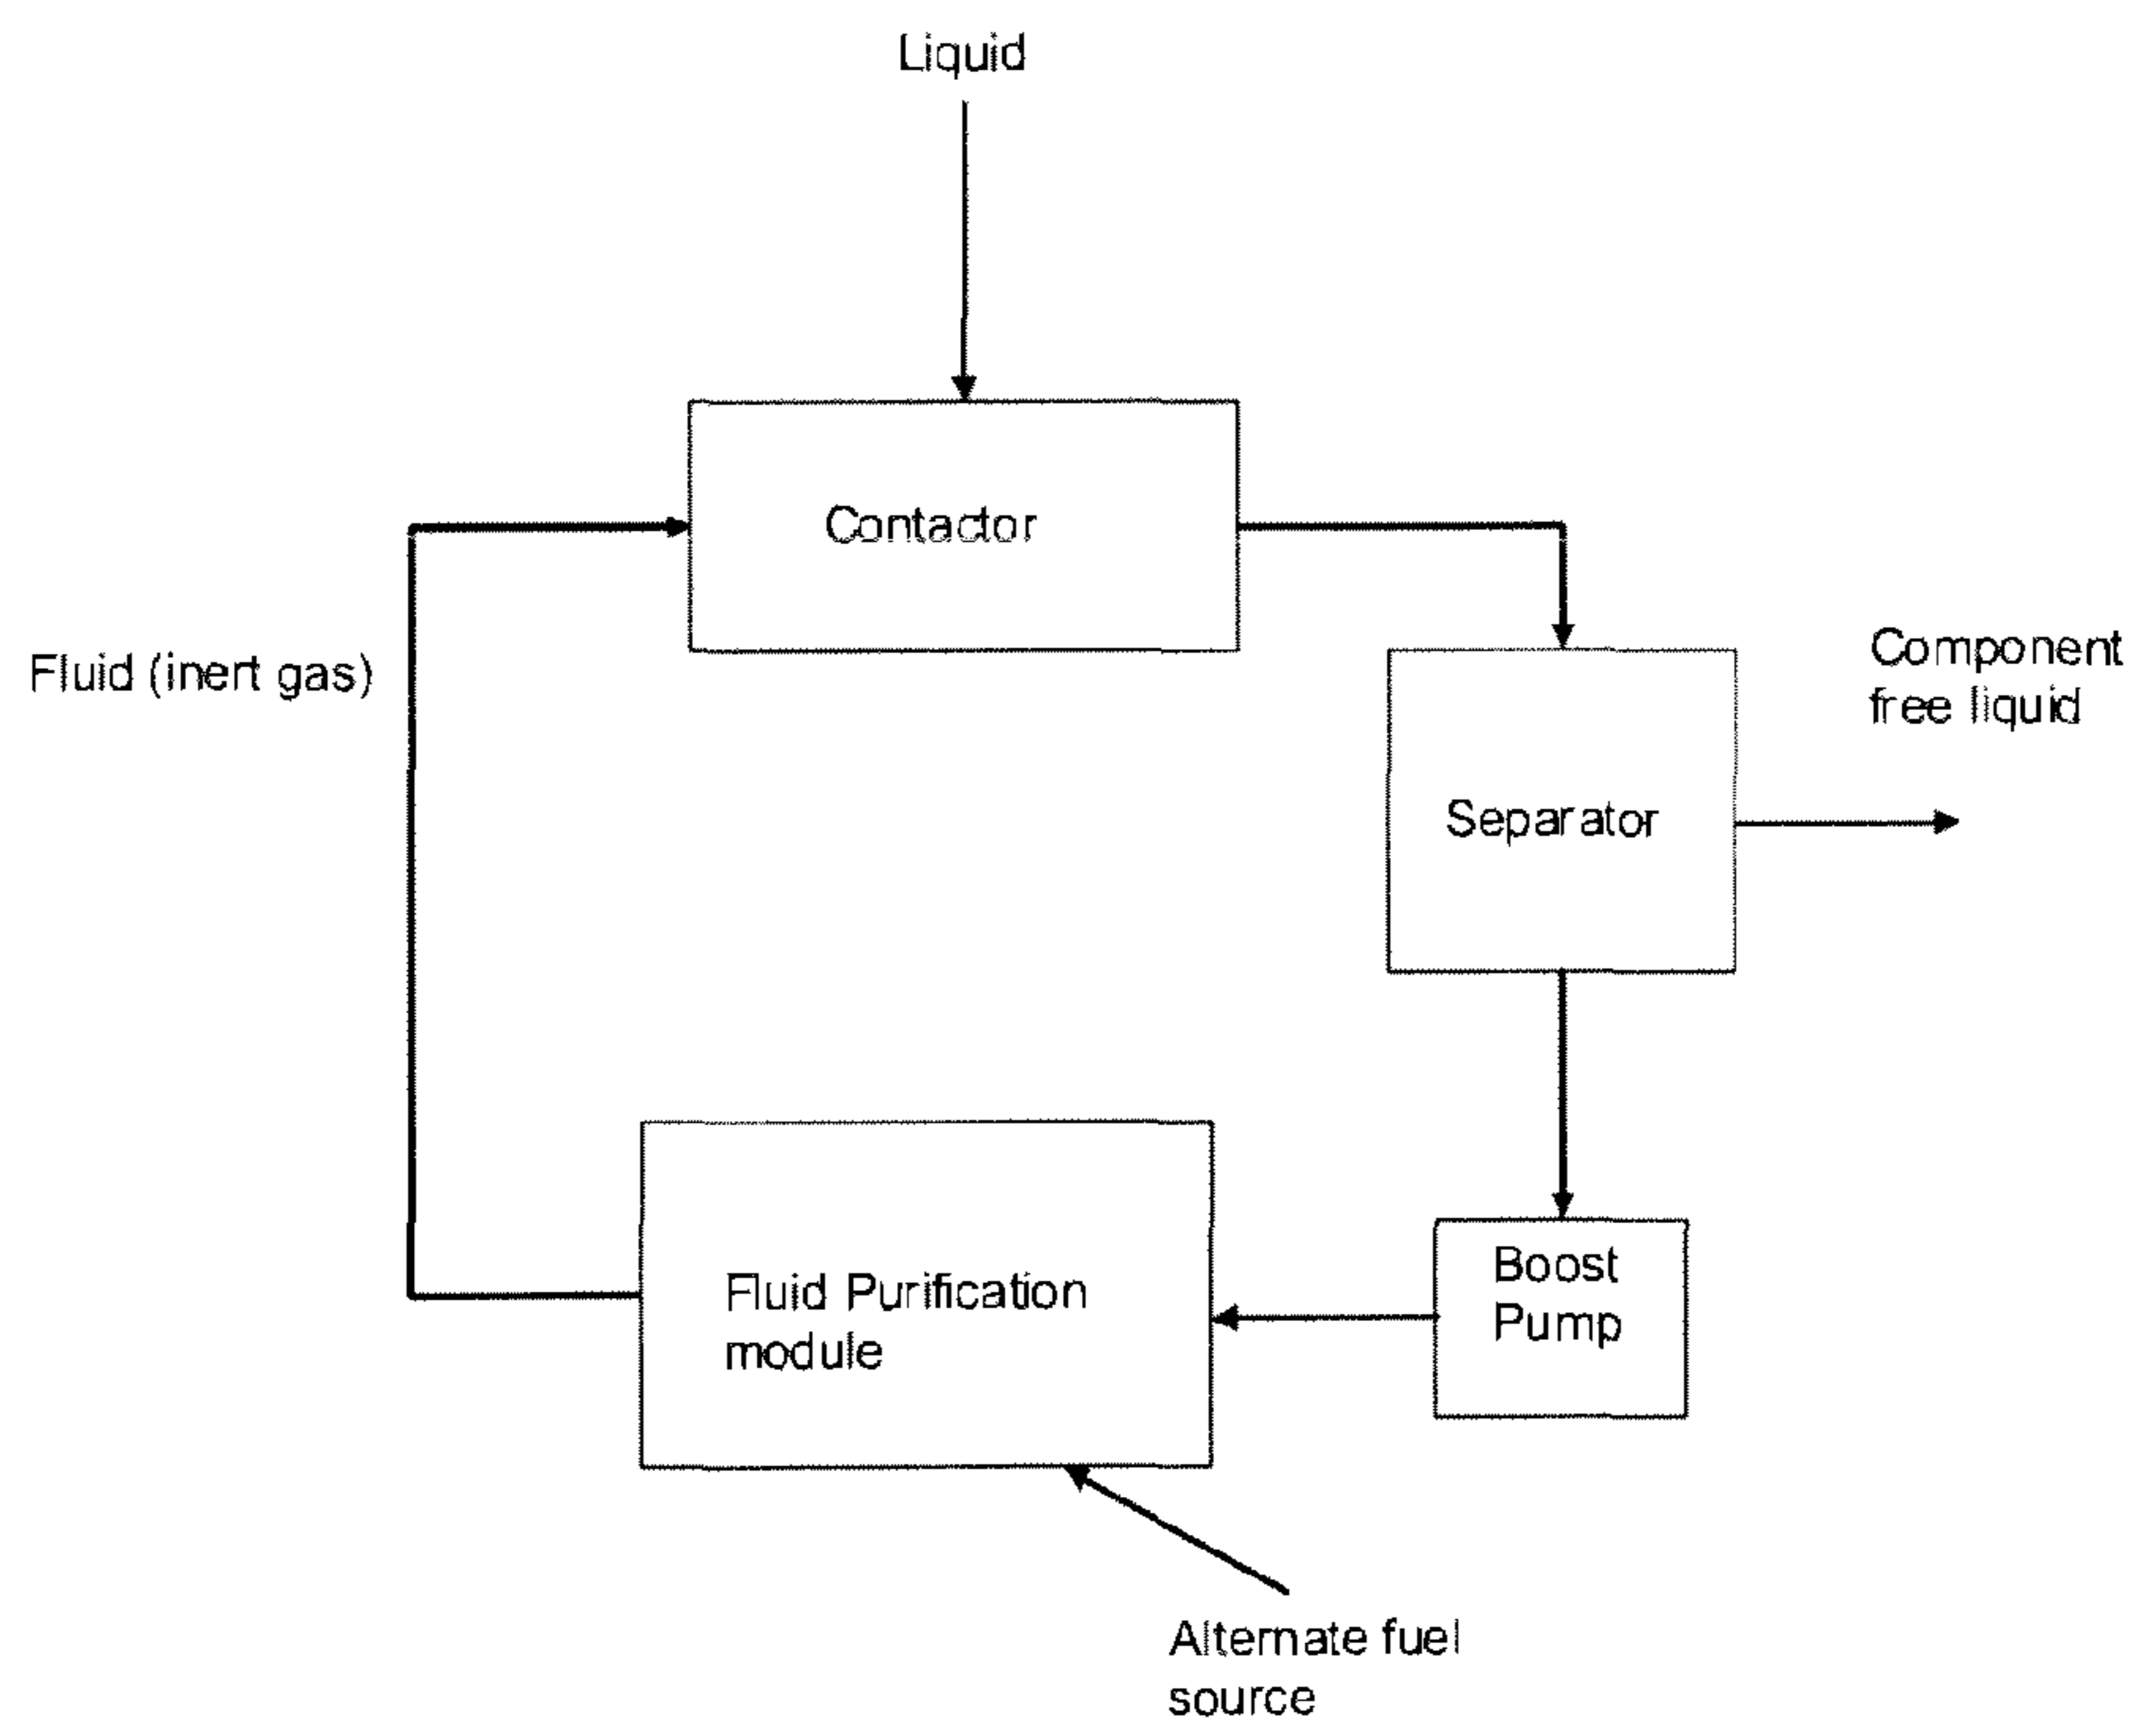 Liquid
Contactor
Fluid (inert gas)
Component
free liquid
Separator
Boost
Pump
Fluid Purification
module
Alternate fuel
source